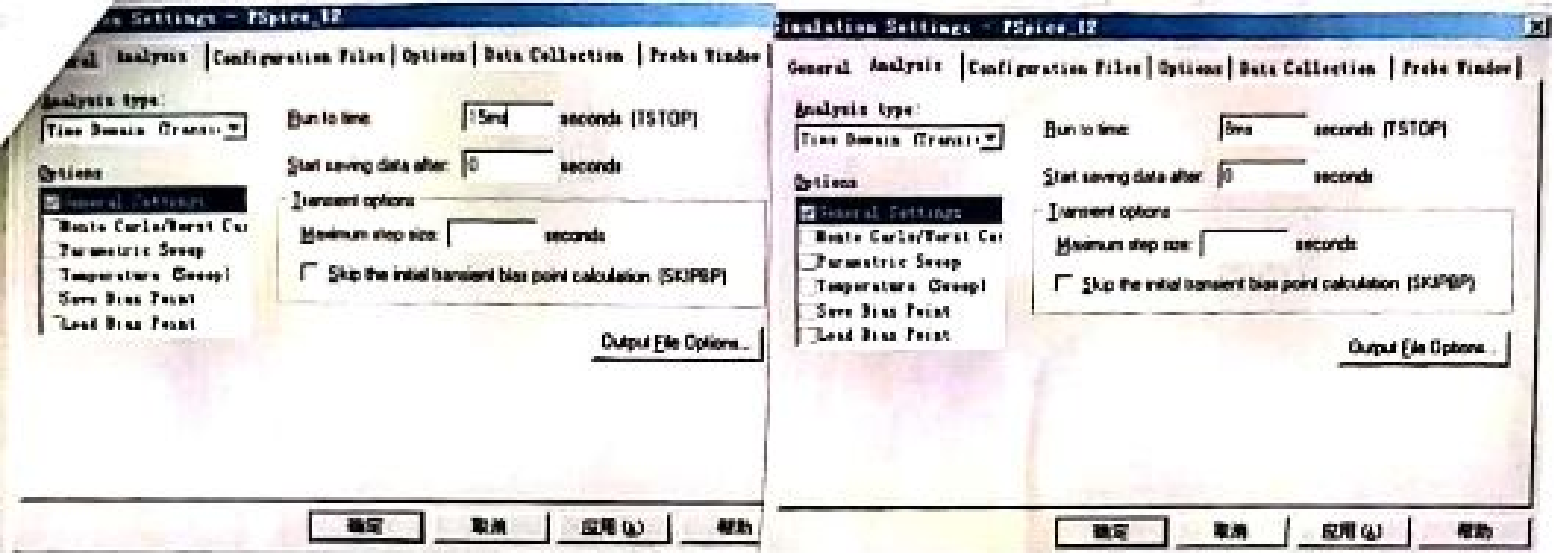 Settings - PSpice_12
Analysis Configuration Files Options Data Collection Probe Window
Analysis type:
Time Domain (Transi
Run to time: 15ms seconds (TSTOP)
Start saving data after: 0 seconds
Options
General Settings
Monte Carlo/Worst Cas
Parametric Sweep
Temperature (Sweep)
Save Bias Point
Load Bias Point
Transient options
Maximum step size: seconds
Skip the initial transient bias point calculation (SKIPBP)
Output File Options...
确定 取消 应用(A) 帮助
Simulation Settings - PSpice_12
General Analysis Configuration Files Options Data Collection Probe Window
Analysis type:
Time Domain (Transi
Run to time: seconds (TSTOP)
Start saving data after: 0 seconds
Options
General Settings
Monte Carlo/Worst Cas
Parametric Sweep
Temperature (Sweep)
Save Bias Point
Load Bias Point
Transient options
Maximum step size: seconds
Skip the initial transient bias point calculation (SKIPBP)
Output File Options...
确定 取消 应用(A) 帮助